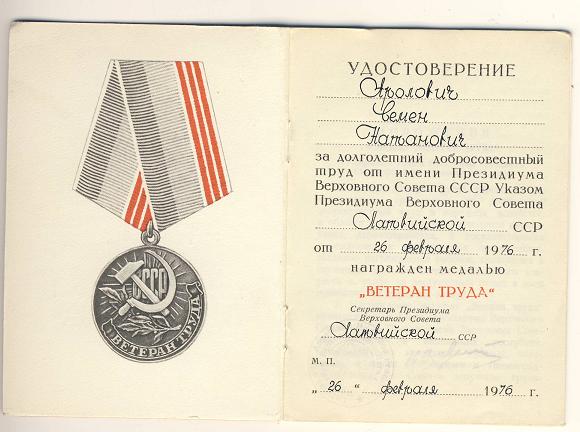 СССР
ВЕТЕРАН ТРУДА
УДОСТОВЕРЕНИЕ
Аролович
Семен
Натанович
за долголетний добросовестный
труд от имени Президиума
Верховного Совета СССР Указом
Президиума Верховного Совета
Латвийской ССР
от 26 февраля 1976 г.
награжден медалью
„ВЕТЕРАН ТРУДА“
Секретарь Президиума
Верховного Совета
Латвийской ССР
М. П.
„26“ февраля 1976 г.